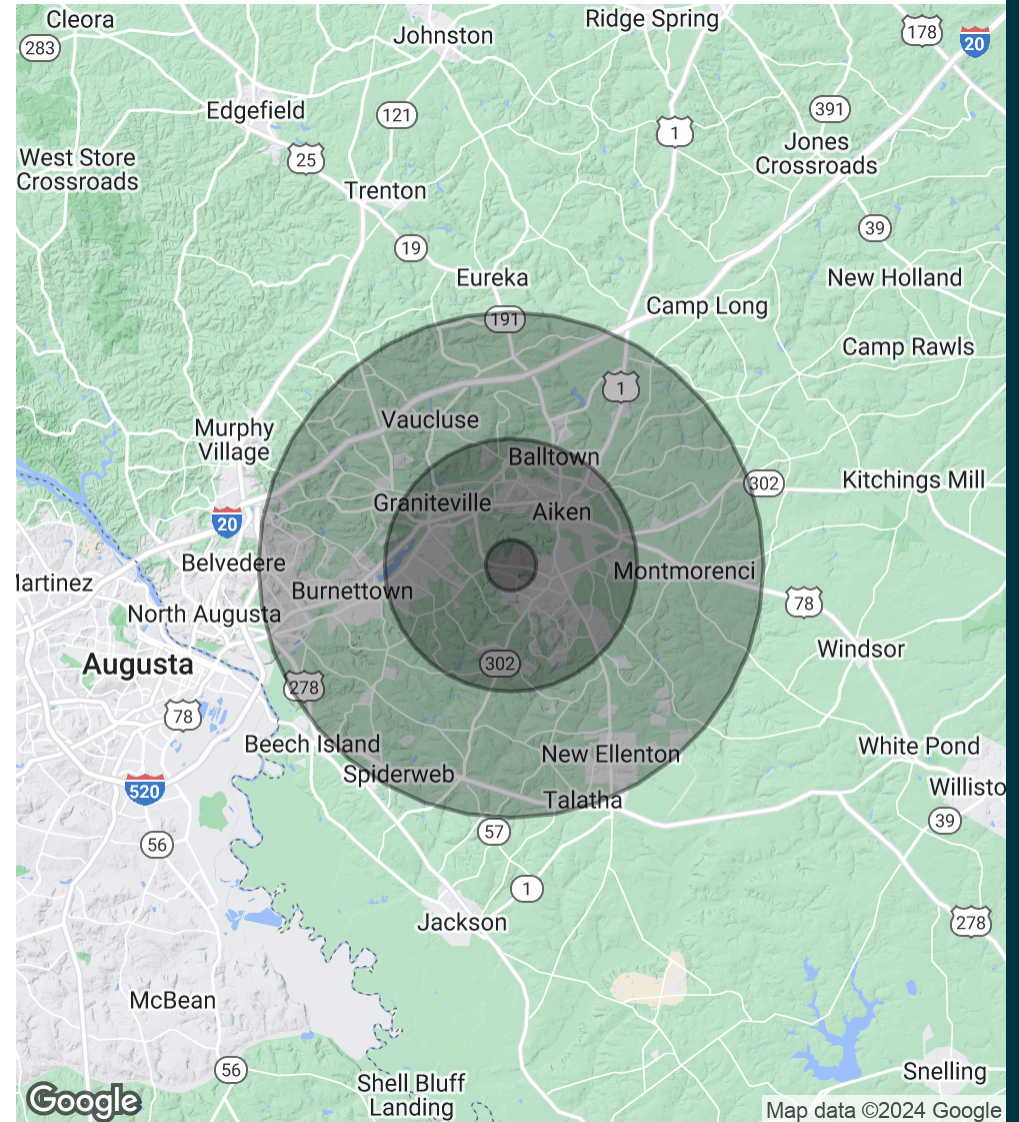 Cleora
Ridge Spring
178
20
283
Johnston
Edgefield
121
391
1
Jones
Crossroads
West Store
Crossroads
25
Trenton
39
19
Eureka
New Holland
191
Camp Long
Camp Rawls
1
Vaucluse
Murphy
Village
Balltown
302
Kitchings Mill
Graniteville
Aiken
20
Belvedere
Montmorenci
Martinez
Burnettown
78
North Augusta
Windsor
Augusta
302
278
78
Beech Island
New Ellenton
White Pond
Spiderweb
520
Talatha
Willisto
39
57
56
1
Jackson
278
McBean
56
Shell Bluff
Landing
Snelling
Google
Map data ©2024 Google